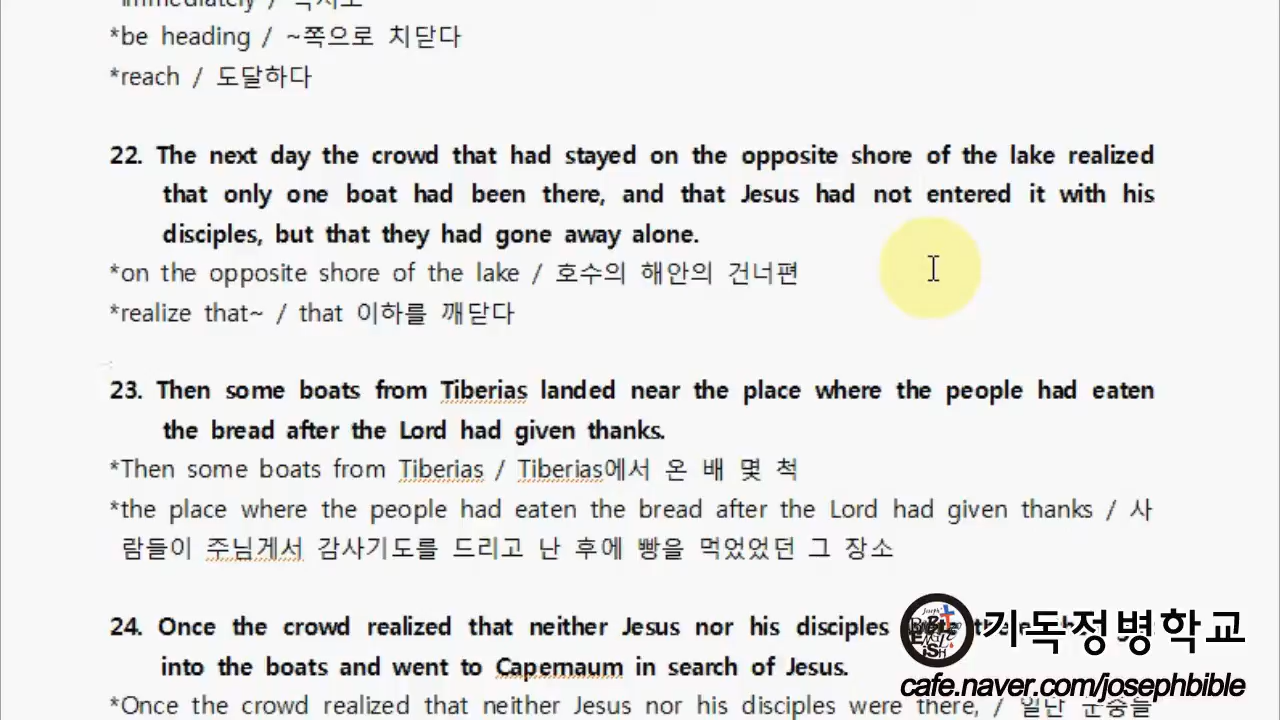 *be heading / ~쪽으로 치닫다
*reach / 도달하다
22. The next day the crowd that had stayed on the opposite shore of the lake realized
that only one boat had been there, and that Jesus had not entered it with his
disciples, but that they had gone away alone.
*on the opposite shore of the lake / 호수의 해안의 건너편
*realize that~ / that 이하를 깨닫다
23. Then some boats from Tiberias landed near the place where the people had eaten
the bread after the Lord had given thanks.
*Then some boats from Tiberias / Tiberias에서 온 배 몇 척
*the place where the people had eaten the bread after the Lord had given thanks / 사
람들이 주님게서 감사기도를 드리고 난 후에 빵을 먹었었던 그 장소
24. Once the crowd realized that neither Jesus nor his disciples
into the boats and went to Capernaum in search of Jesus.
*Once the crowd realized that neither Jesus nor his disciples were there, / 일단 군중들
기독정병학교
cafe.naver.com/josephbible